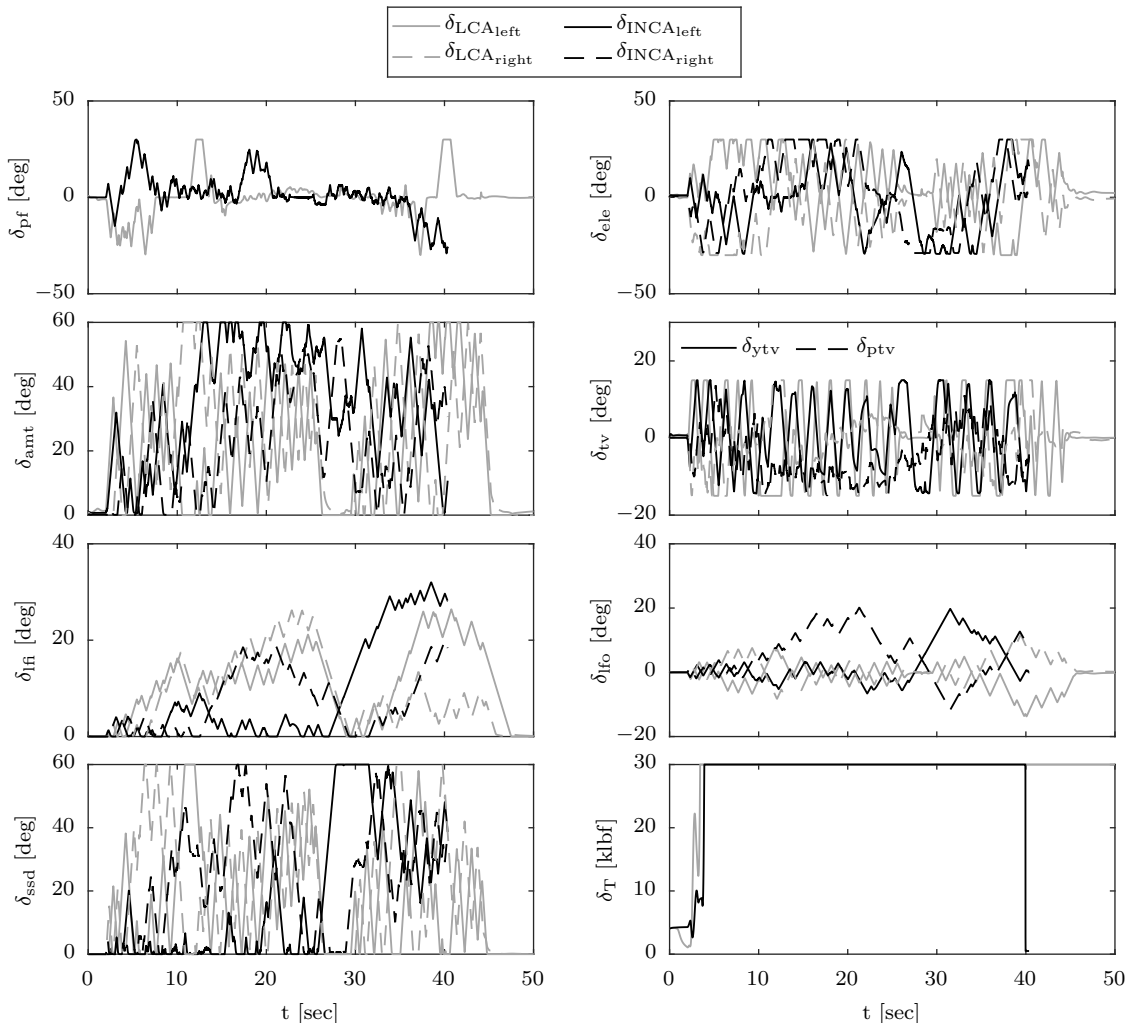 δLCAleft δINCAleft
δLCAright δINCAright
50
0
−50
δpf [deg]
50
0
−50
δele [deg]
60
40
20
0
δamt [deg]
20
0
−20
δtv [deg]
δytv δptv
40
20
0
δlfi [deg]
40
20
0
−20
δlfo [deg]
60
40
20
0
δssd [deg]
0 10 20 30 40 50
t [sec]
30
20
10
0
δT [klbf]
0 10 20 30 40 50
t [sec]